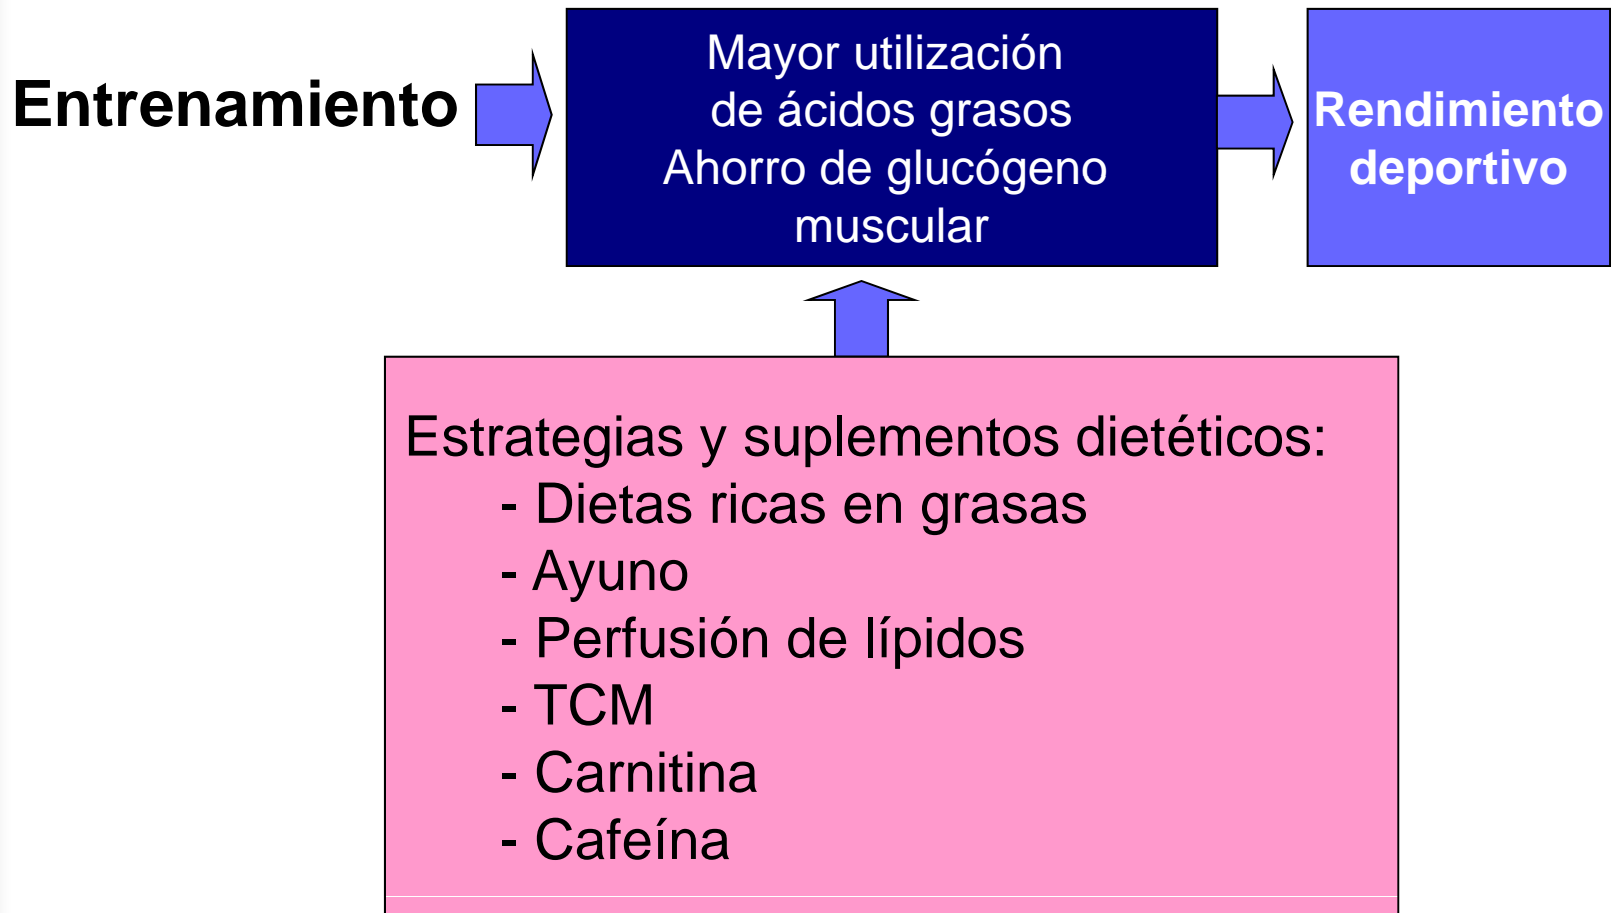 Entrenamiento
Mayor utilización
de ácidos grasos
Ahorro de glucógeno
muscular
Rendimiento
deportivo
Estrategias y suplementos dietéticos:
- Dietas ricas en grasas
- Ayuno
- Perfusión de lípidos
- TCM
- Carnitina
- Cafeína